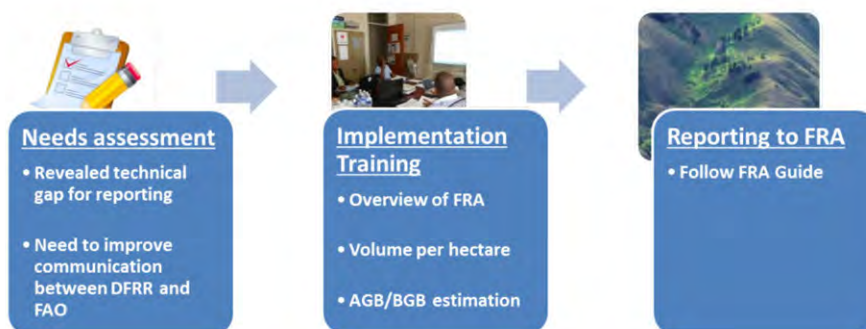 Needs assessment
• Revealed technical
gap for reporting
• Need to improve
communication
between DFRR and
FAO
Implementation
Training
• Overview of FRA
• Volume per hectare
• AGB/BGB estimation
Reporting to FRA
• Follow FRA Guide